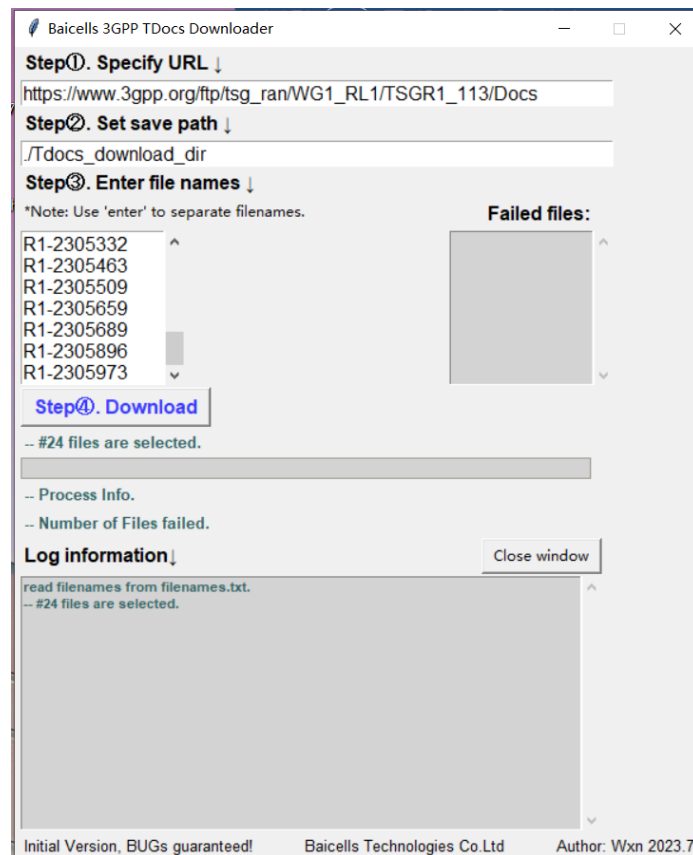 Baicells 3GPP TDocs Downloader
Step①. Specify URL ↓
https://www.3gpp.org/ftp/tsg_ran/WG1_RL1/TSGR1_113/Docs
Step②. Set save path ↓
./Tdocs_download_dir
Step③. Enter file names ↓
*Note: Use 'enter' to separate filenames.
Failed files:
R1-2305332
R1-2305463
R1-2305509
R1-2305659
R1-2305689
R1-2305896
R1-2305973
Step④. Download
-- #24 files are selected.
-- Process Info.
-- Number of Files failed.
Log information↓
Close window
read filenames from filenames.txt.
-- #24 files are selected.
Initial Version, BUGs guaranteed! Baicells Technologies Co.Ltd Author: Wxn 2023.7